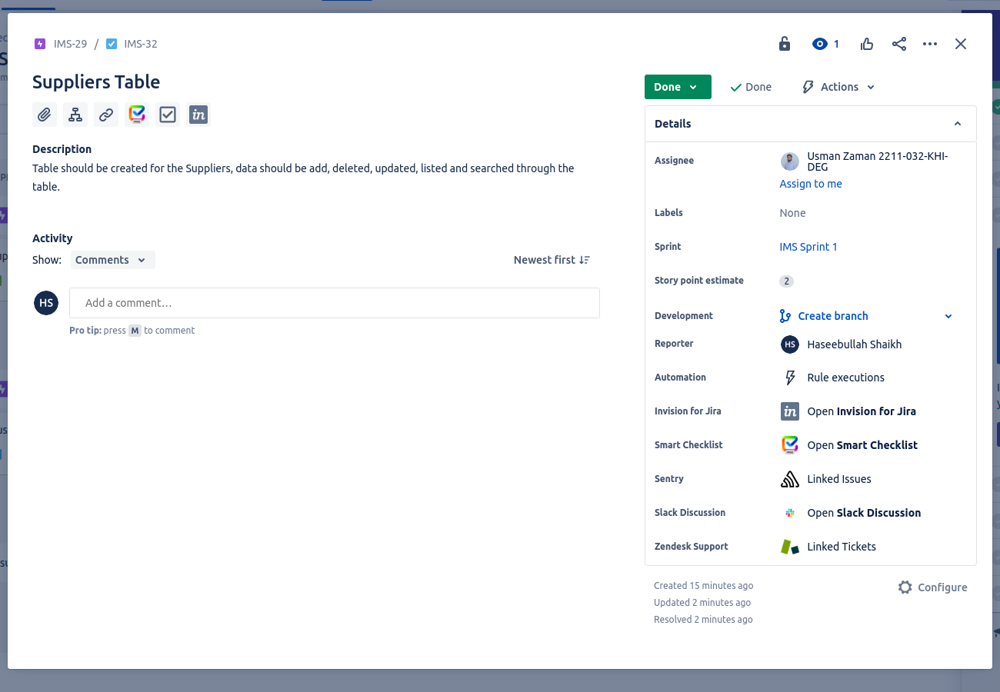 IMS-29 / IMS-32
1
Suppliers Table
Done
Done
Actions
in
Description
Table should be created for the Suppliers, data should be add, deleted, updated, listed and searched through the
table.
Activity
Show: Comments
Newest first
HS
Add a comment…
Pro tip: press M to comment
Details
Assignee
Usman Zaman 2211-032-KHI-
DEG
Assign to me
Labels
None
Sprint
IMS Sprint 1
Story point estimate
2
Development
Create branch
Reporter
HS Haseebullah Shaikh
Automation
Rule executions
Invision for Jira
in Open Invision for Jira
Smart Checklist
Open Smart Checklist
Sentry
Linked Issues
Slack Discussion
Open Slack Discussion
Zendesk Support
Linked Tickets
Created 15 minutes ago
Updated 2 minutes ago
Resolved 2 minutes ago
Configure